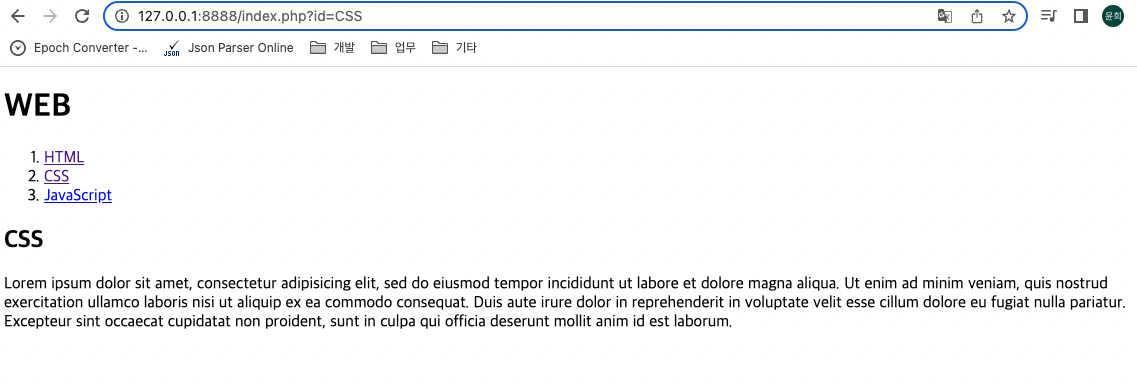 127.0.0.1:8888/index.php?id=CSS
윤희
Epoch Converter -...
JSON
Json Parser Online
개발
업무
기타
WEB
1. HTML
2. CSS
3. JavaScript
CSS
Lorem ipsum dolor sit amet, consectetur adipisicing elit, sed do eiusmod tempor incididunt ut labore et dolore magna aliqua. Ut enim ad minim veniam, quis nostrud
exercitation ullamco laboris nisi ut aliquip ex ea commodo consequat. Duis aute irure dolor in reprehenderit in voluptate velit esse cillum dolore eu fugiat nulla pariatur.
Excepteur sint occaecat cupidatat non proident, sunt in culpa qui officia deserunt mollit anim id est laborum.